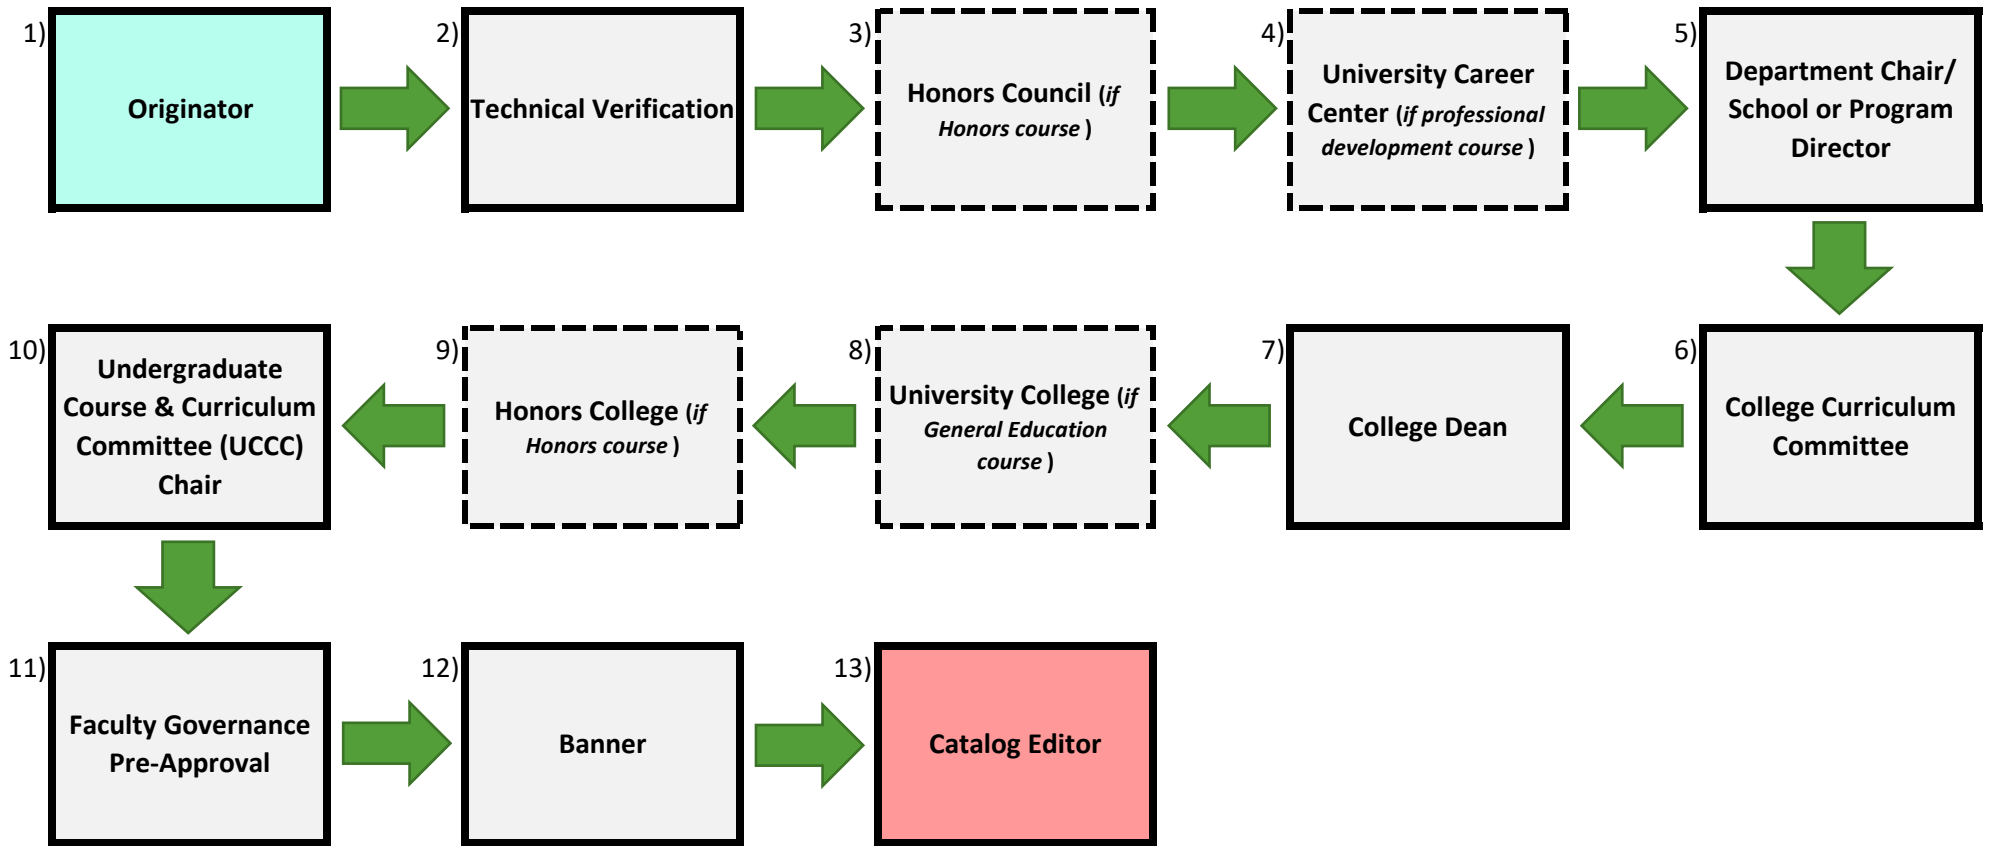 1)
Originator
2)
Technical Verification
3)
Honors Council (if
Honors course )
4)
University Career
Center (if professional
development course )
5)
Department Chair/
School or Program
Director
6)
College Curriculum
Committee
7)
College Dean
8)
University College (if
General Education
course )
9)
Honors College (if
Honors course )
10)
Undergraduate
Course & Curriculum
Committee (UCCC)
Chair
11)
Faculty Governance
Pre-Approval
12)
Banner
13)
Catalog Editor